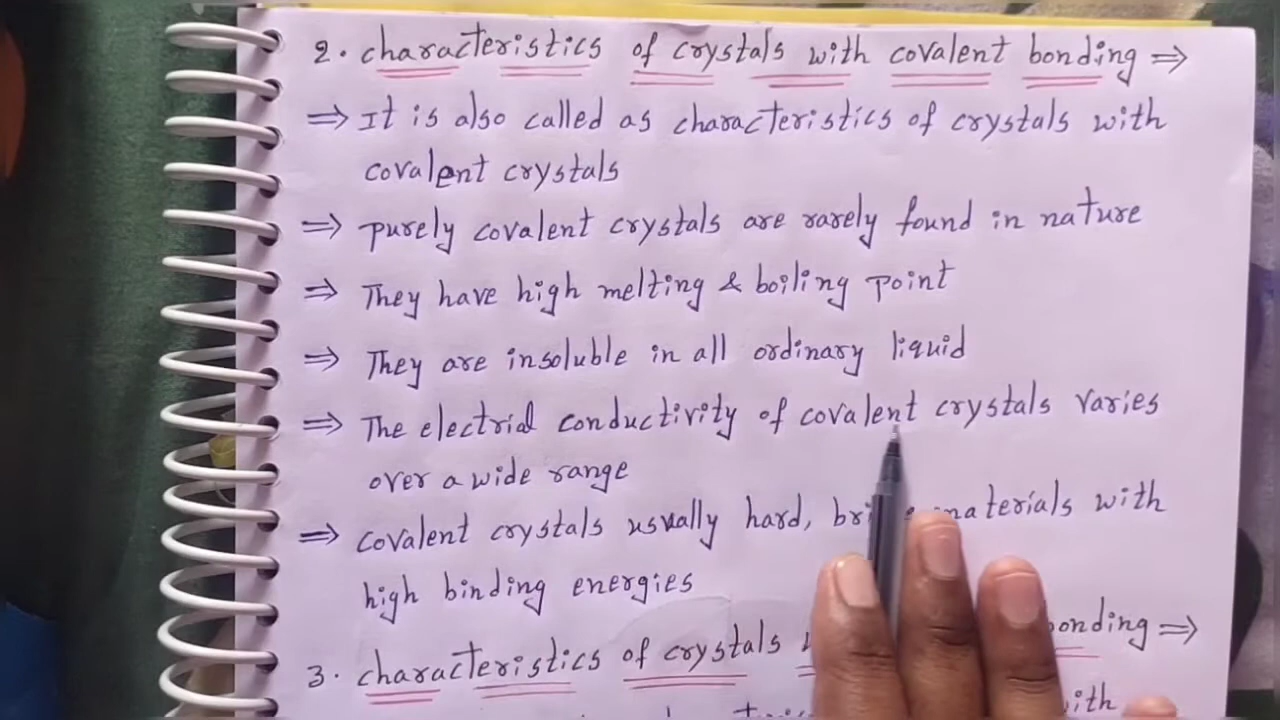 2. characteristics of crystals with covalent bonding ⇒
⇒ It is also called as characteristics of crystals with
covalent crystals
⇒ purely covalent crystals are rarely found in nature
⇒ They have high melting & boiling point
⇒ They are insoluble in all ordinary liquid
⇒ The electrial conductivity of covalent crystals varies
over a wide range
⇒ covalent crystals usually hard, materials with
high binding energies
3. characteristics of crystals bonding ⇒
with